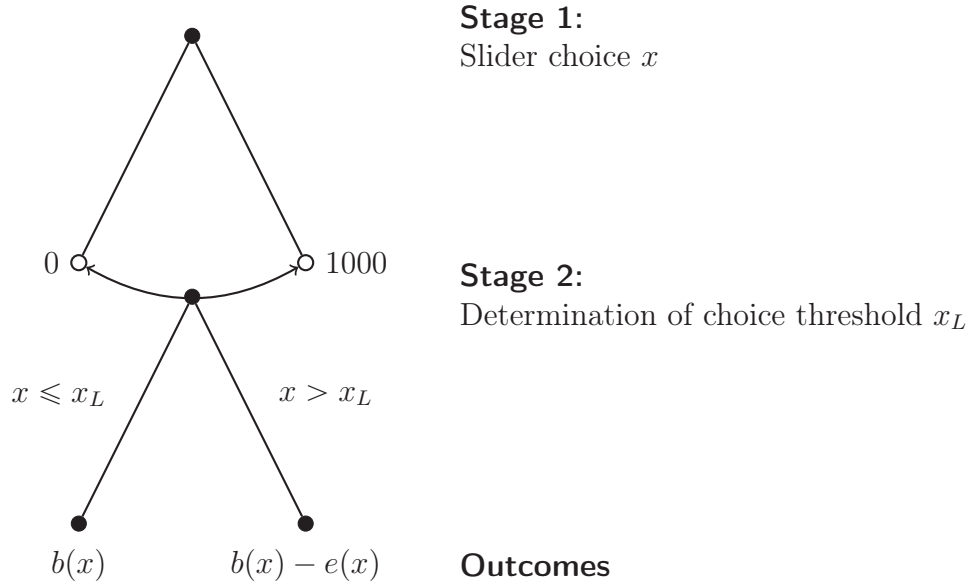 Stage 1:
Slider choice x
0
1000
Stage 2:
Determination of choice threshold x_L
x ⩽ x_L
x > x_L
b(x)
b(x) − e(x)
Outcomes